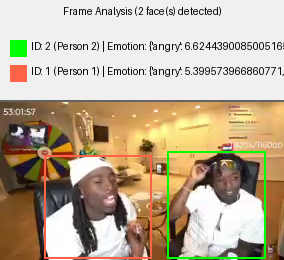 Frame Analysis (2 face(s) detected)
ID: 2 (Person 2) | Emotion: {'angry': 6.624439008500516
ID: 1 (Person 1) | Emotion: {'angry': 5.399573966860771,
53:01:57